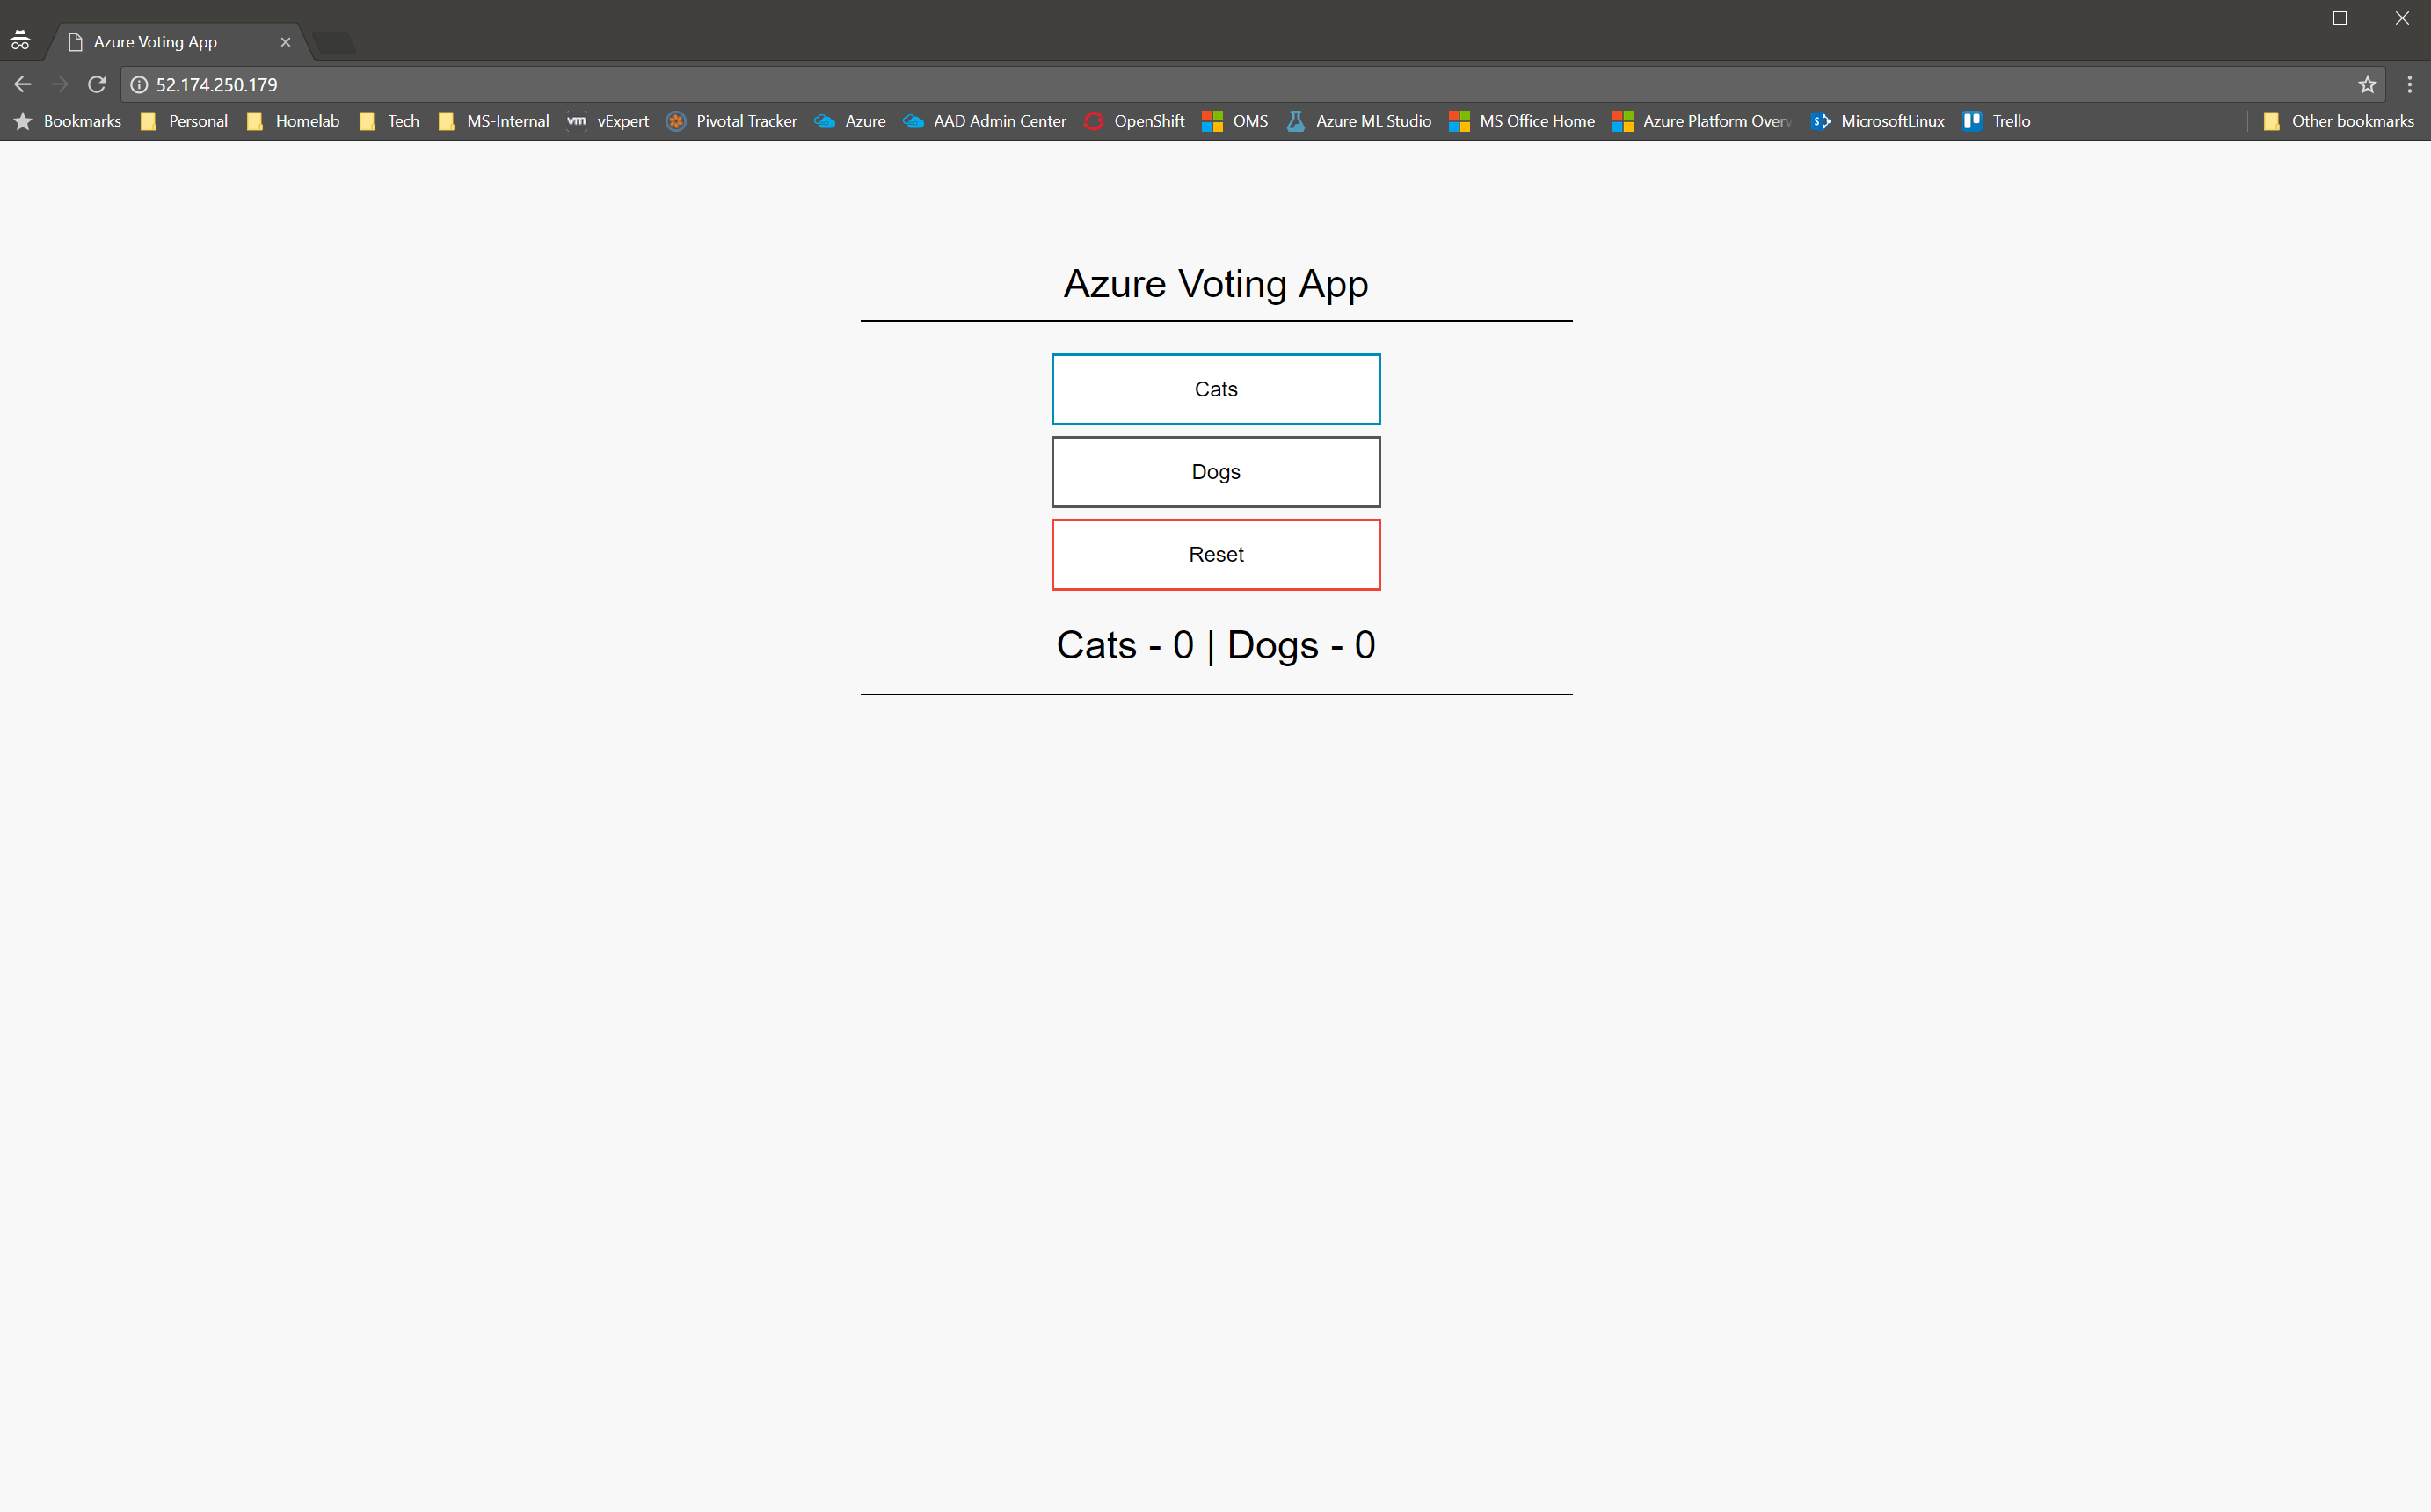 Azure Voting App
52.174.250.179
Bookmarks Personal Homelab Tech MS-Internal vm vExpert Pivotal Tracker Azure AAD Admin Center OpenShift OMS Azure ML Studio MS Office Home Azure Platform Overv MicrosoftLinux Trello Other bookmarks
Azure Voting App
Cats
Dogs
Reset
Cats - 0 | Dogs - 0